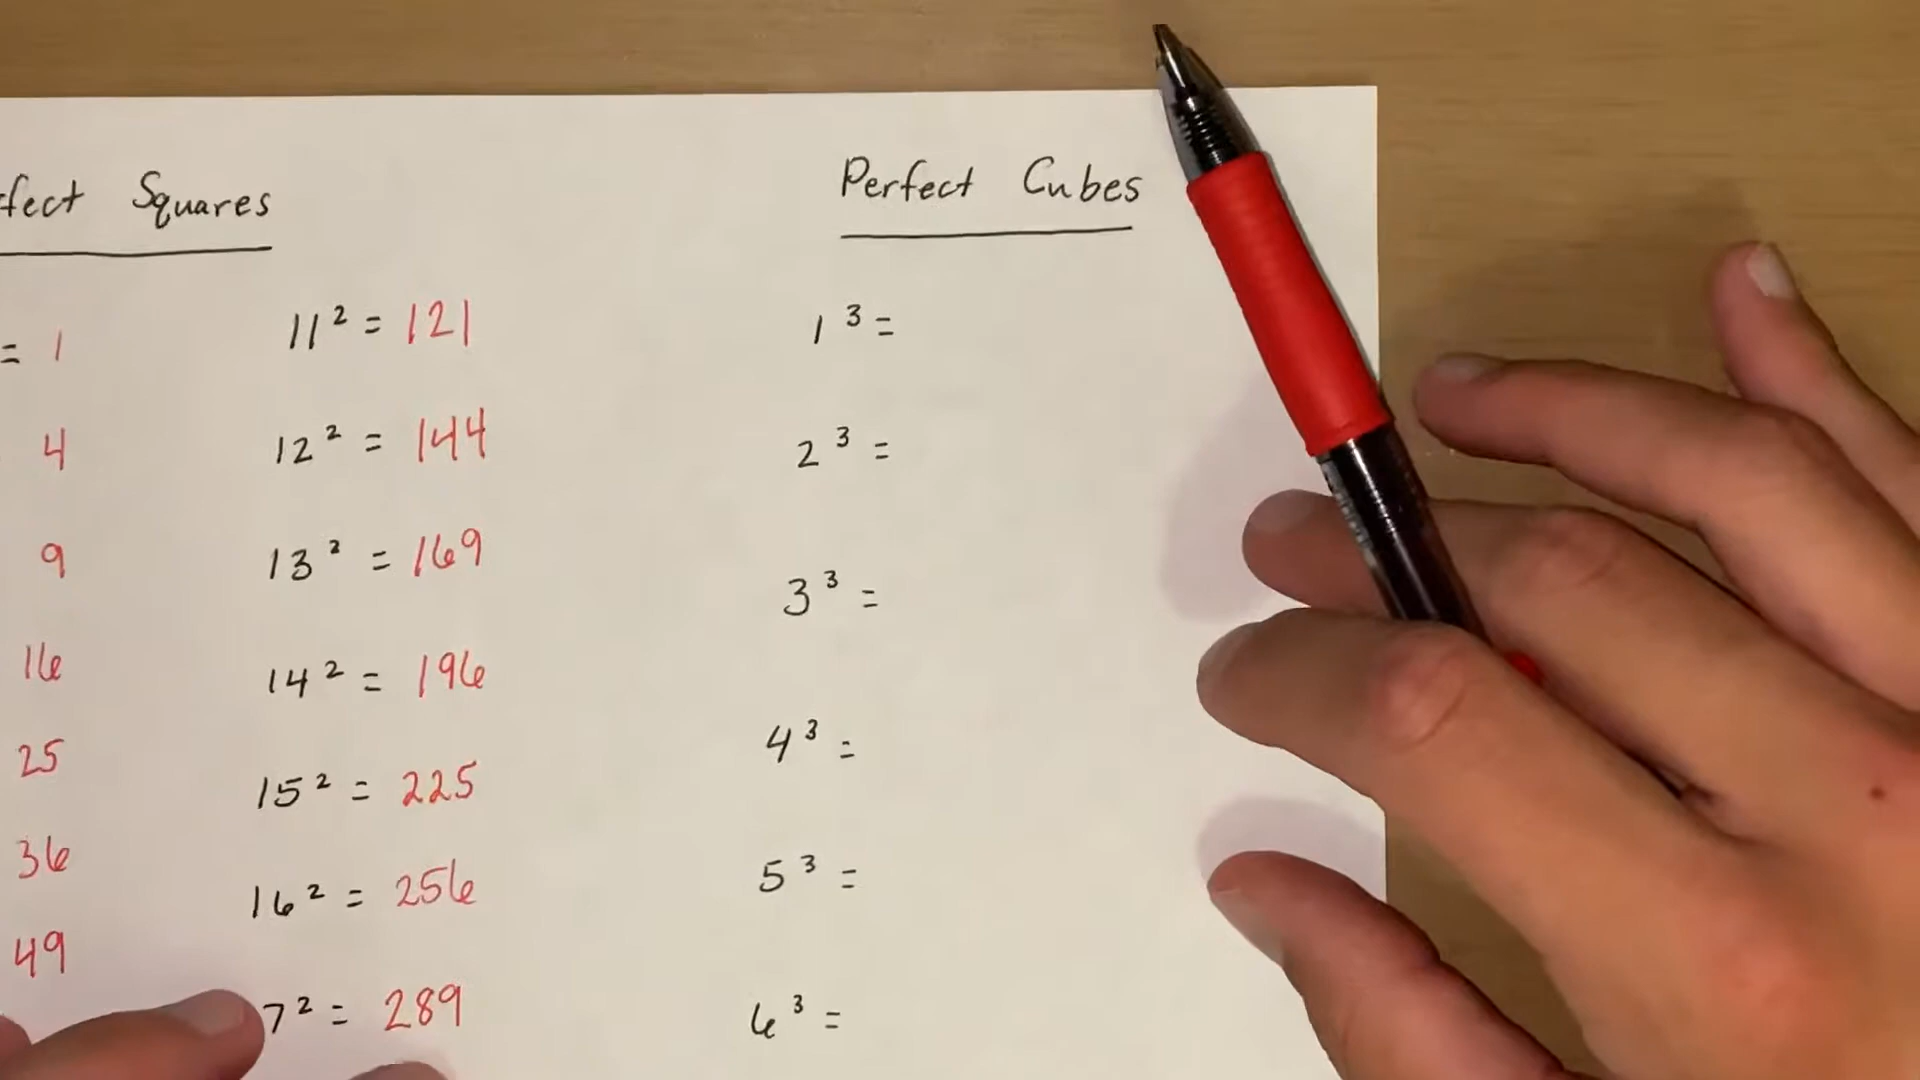 fect Squares
= 1
4
9
16
25
36
49
11² = 121
12² = 144
13² = 169
14² = 196
15² = 225
16² = 256
7² = 289
Perfect Cubes
1³ =
2³ =
3³ =
4³ =
5³ =
6³ =